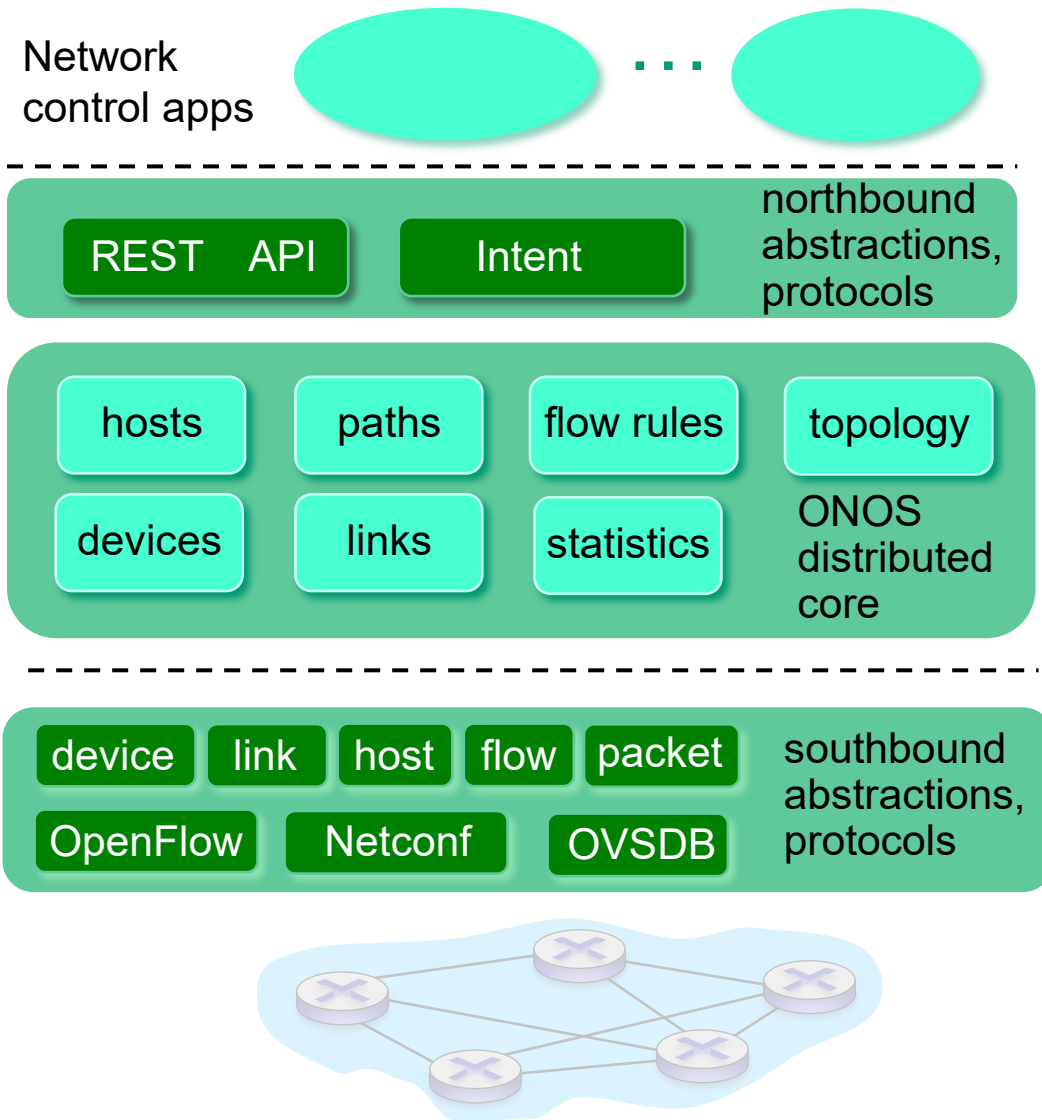 Network
control apps
. . .
REST API
Intent
northbound
abstractions,
protocols
hosts
paths
flow rules
topology
devices
links
statistics
ONOS
distributed
core
device
link
host
flow
packet
OpenFlow
Netconf
OVSDB
southbound
abstractions,
protocols